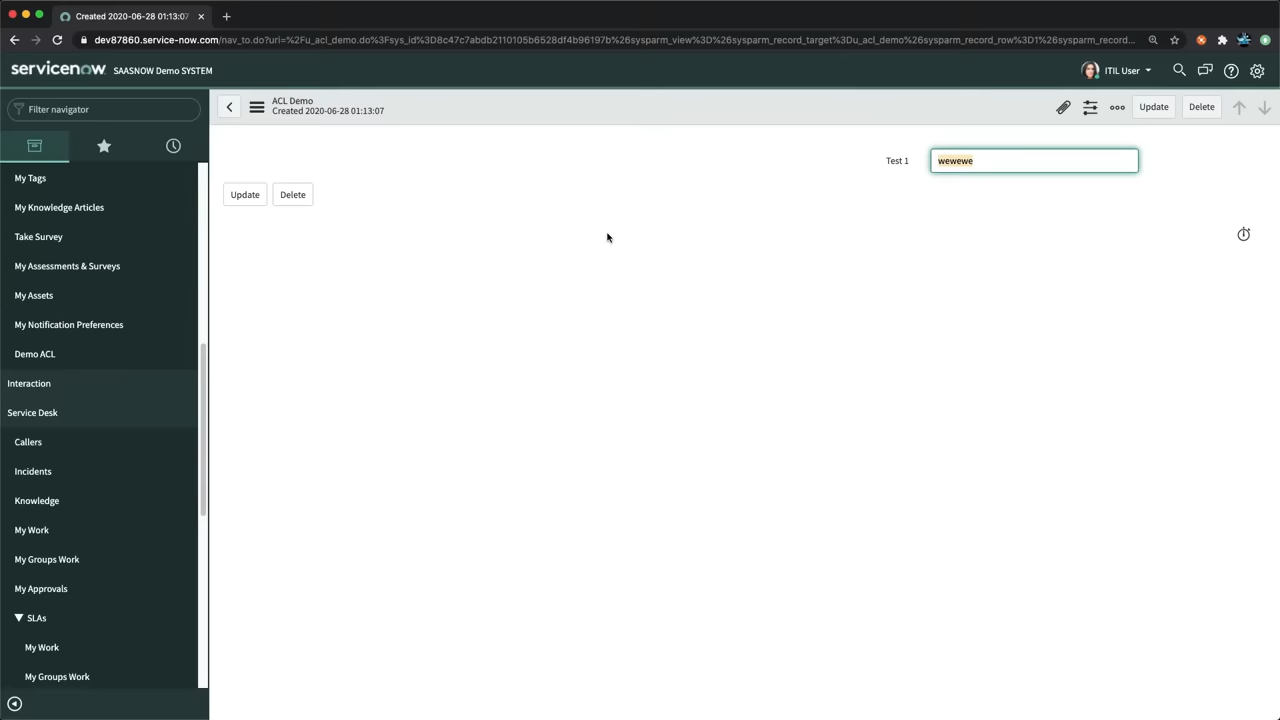 Created 2020-06-28 01:13:07
dev87860.service-now.com/nav_to.do?uri=%2Fu_acl_demo.do%3Fsys_id%3D8c47c7abdb2110105b6528df4b96197b%26sysparm_view%3D%26sysparm_record_target%3Du_acl_demo%26sysparm_record_row%3D1%26sysparm_record...
servicenow
SAASNOW Demo SYSTEM
ITIL User
Filter navigator
ACL Demo
Created 2020-06-28 01:13:07
Update
Delete
Test 1
wewewe
Update
Delete
My Tags
My Knowledge Articles
Take Survey
My Assessments & Surveys
My Assets
My Notification Preferences
Demo ACL
Interaction
Service Desk
Callers
Incidents
Knowledge
My Work
My Groups Work
My Approvals
SLAs
My Work
My Groups Work